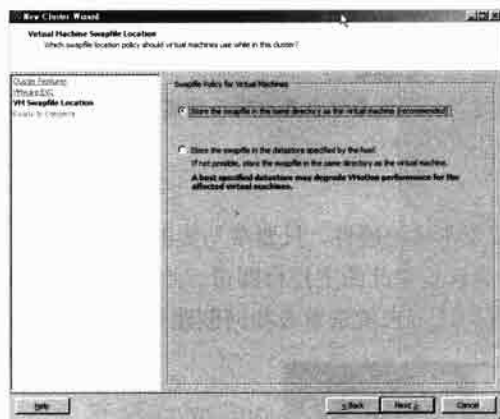 New Cluster Wizard
Virtual Machine Swapfile Location
Which swapfile location policy should virtual machines use while in this cluster?
Cluster Features
VMware EVC
VM Swapfile Location
Ready to Complete
Swapfile Policy for Virtual Machines
Store the swapfile in the same directory as the virtual machine (recommended)
Store the swapfile in the datastore specified by the host.
If not possible, store the swapfile in the same directory as the virtual machine.
A host specified datastore may degrade VMotion performance for the affected virtual machines.
Help
< Back
Next >
Cancel